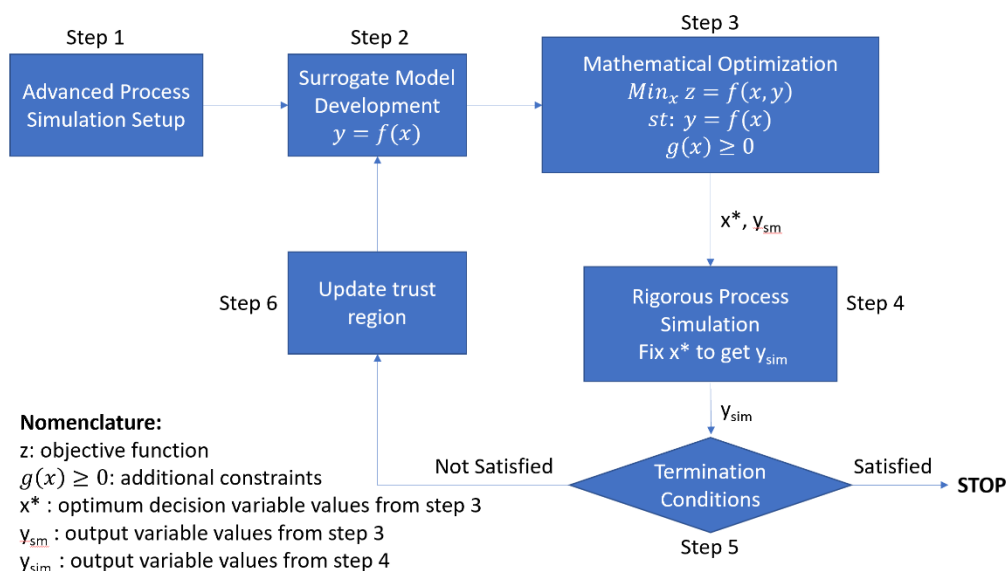 Step 1
Advanced Process
Simulation Setup
Step 2
Surrogate Model
Development
y = f(x)
Step 3
Mathematical Optimization
Minₓ z = f(x, y)
st: y = f(x)
g(x) ≥ 0
x*, y_sm
Rigorous Process
Simulation
Fix x* to get y_sim
Step 4
y_sim
Termination
Conditions
Step 5
Satisfied
STOP
Not Satisfied
Step 6
Update trust
region
Nomenclature:
z: objective function
g(x) ≥ 0: additional constraints
x* : optimum decision variable values from step 3
y_sm : output variable values from step 3
y_sim : output variable values from step 4